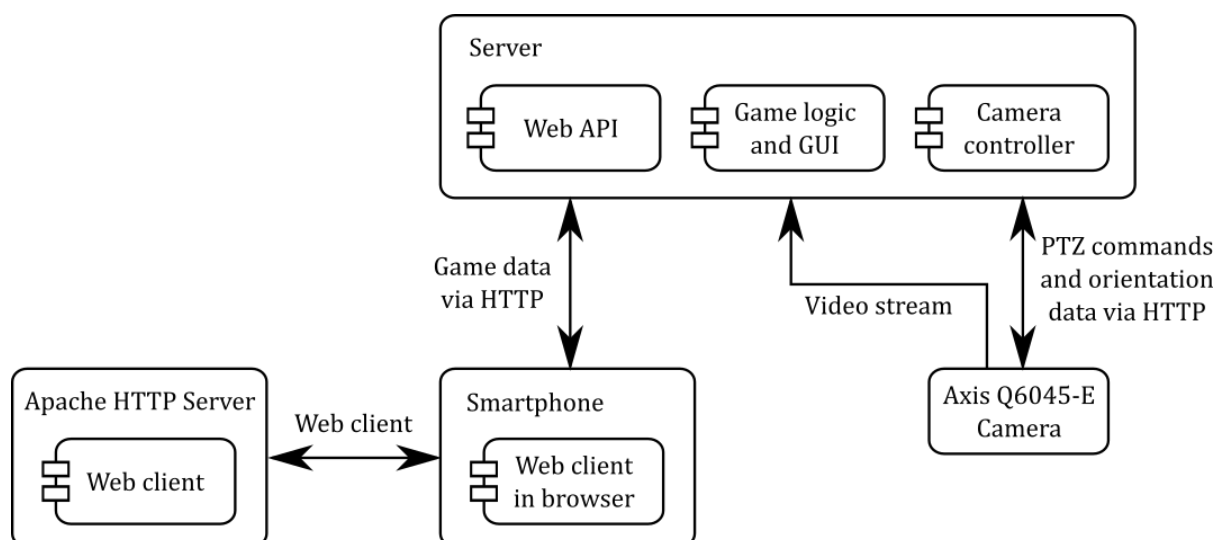 Server
Web API
Game logic
and GUI
Camera
controller
Game data
via HTTP
Video stream
PTZ commands
and orientation
data via HTTP
Apache HTTP Server
Web client
Web client
Smartphone
Web client
in browser
Axis Q6045-E
Camera